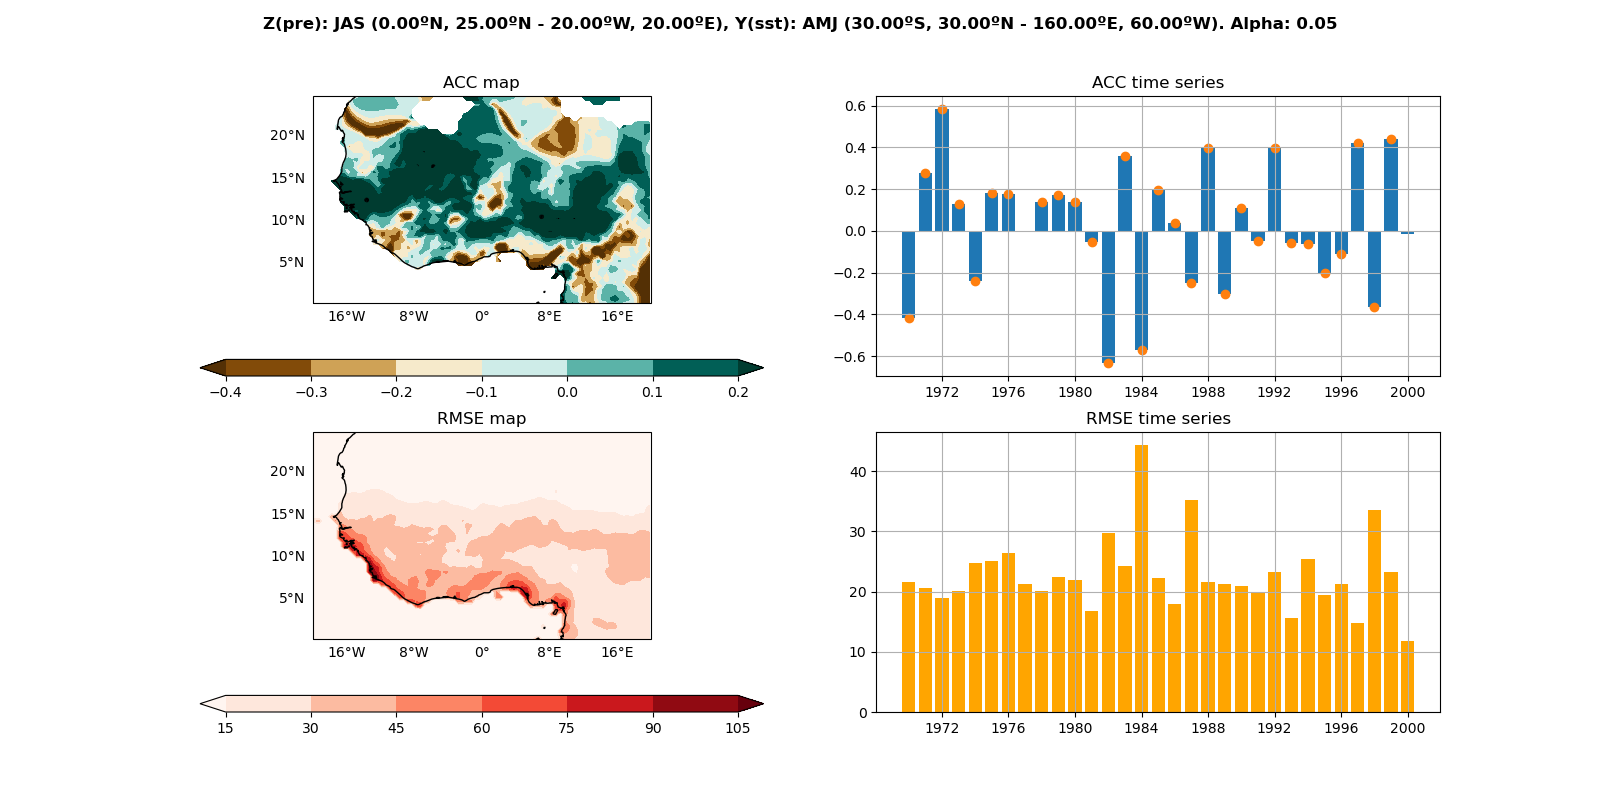 Z(pre): JAS (0.00ºN, 25.00ºN - 20.00ºW, 20.00ºE), Y(sst): AMJ (30.00ºS, 30.00ºN - 160.00ºE, 60.00ºW). Alpha: 0.05
ACC map
20°N
15°N
10°N
5°N
16°W 8°W 0° 8°E 16°E
−0.4 −0.3 −0.2 −0.1 0.0 0.1 0.2
ACC time series
0.6
0.4
0.2
0.0
−0.2
−0.4
−0.6
1972 1976 1980 1984 1988 1992 1996 2000
RMSE map
20°N
15°N
10°N
5°N
16°W 8°W 0° 8°E 16°E
15 30 45 60 75 90 105
RMSE time series
40
30
20
10
0
1972 1976 1980 1984 1988 1992 1996 2000